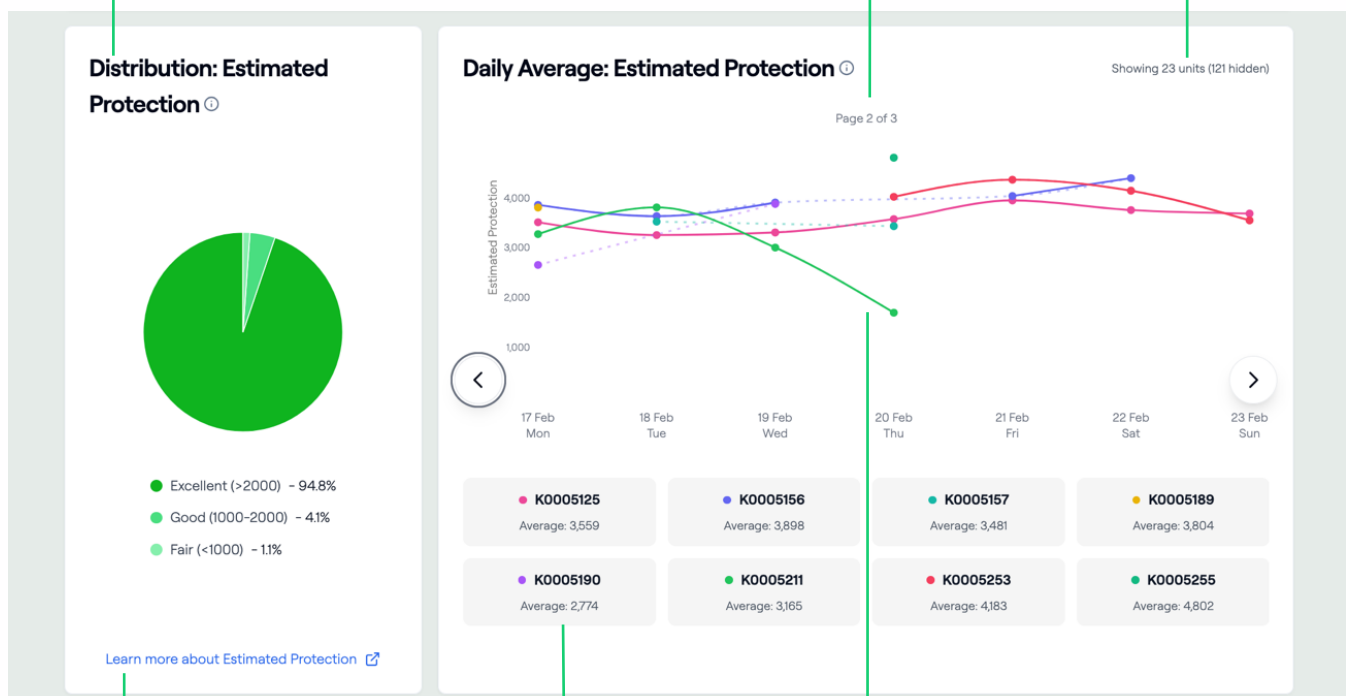 Distribution: Estimated
Protection
Excellent (>2000) - 94.8%
Good (1000-2000) - 4.1%
Fair (<1000) - 1.1%
Learn more about Estimated Protection
Daily Average: Estimated Protection
Showing 23 units (121 hidden)
Page 2 of 3
Estimated Protection
4,000
3,000
2,000
1,000
17 Feb
Mon
18 Feb
Tue
19 Feb
Wed
20 Feb
Thu
21 Feb
Fri
22 Feb
Sat
23 Feb
Sun
K0005125
Average: 3,559
K0005156
Average: 3,898
K0005157
Average: 3,481
K0005189
Average: 3,804
K0005190
Average: 2,774
K0005211
Average: 3,165
K0005253
Average: 4,183
K0005255
Average: 4,802